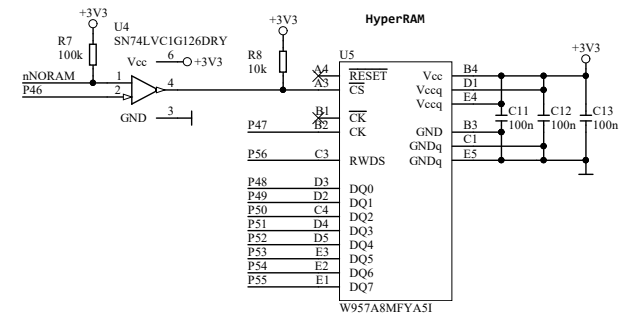 HyperRAM
+3V3
U4
SN74LVC1G126DRY
R7
100k
Vcc
6
+3V3
nNORAM
1
P46
2
4
GND
3
+3V3
R8
10k
U5
A4
RESET
A3
CS
B1
CK
P47
B2
CK
P56
C3
RWDS
P48
D3
DQ0
P49
D2
DQ1
P50
C4
DQ2
P51
D4
DQ3
P52
D5
DQ4
P53
E3
DQ5
P54
E2
DQ6
P55
E1
DQ7
Vcc
B4
Vccq
D1
Vccq
E4
GND
B3
GNDq
C1
GNDq
E5
+3V3
C11
100n
C12
100n
C13
100n
W957A8MFYA5I